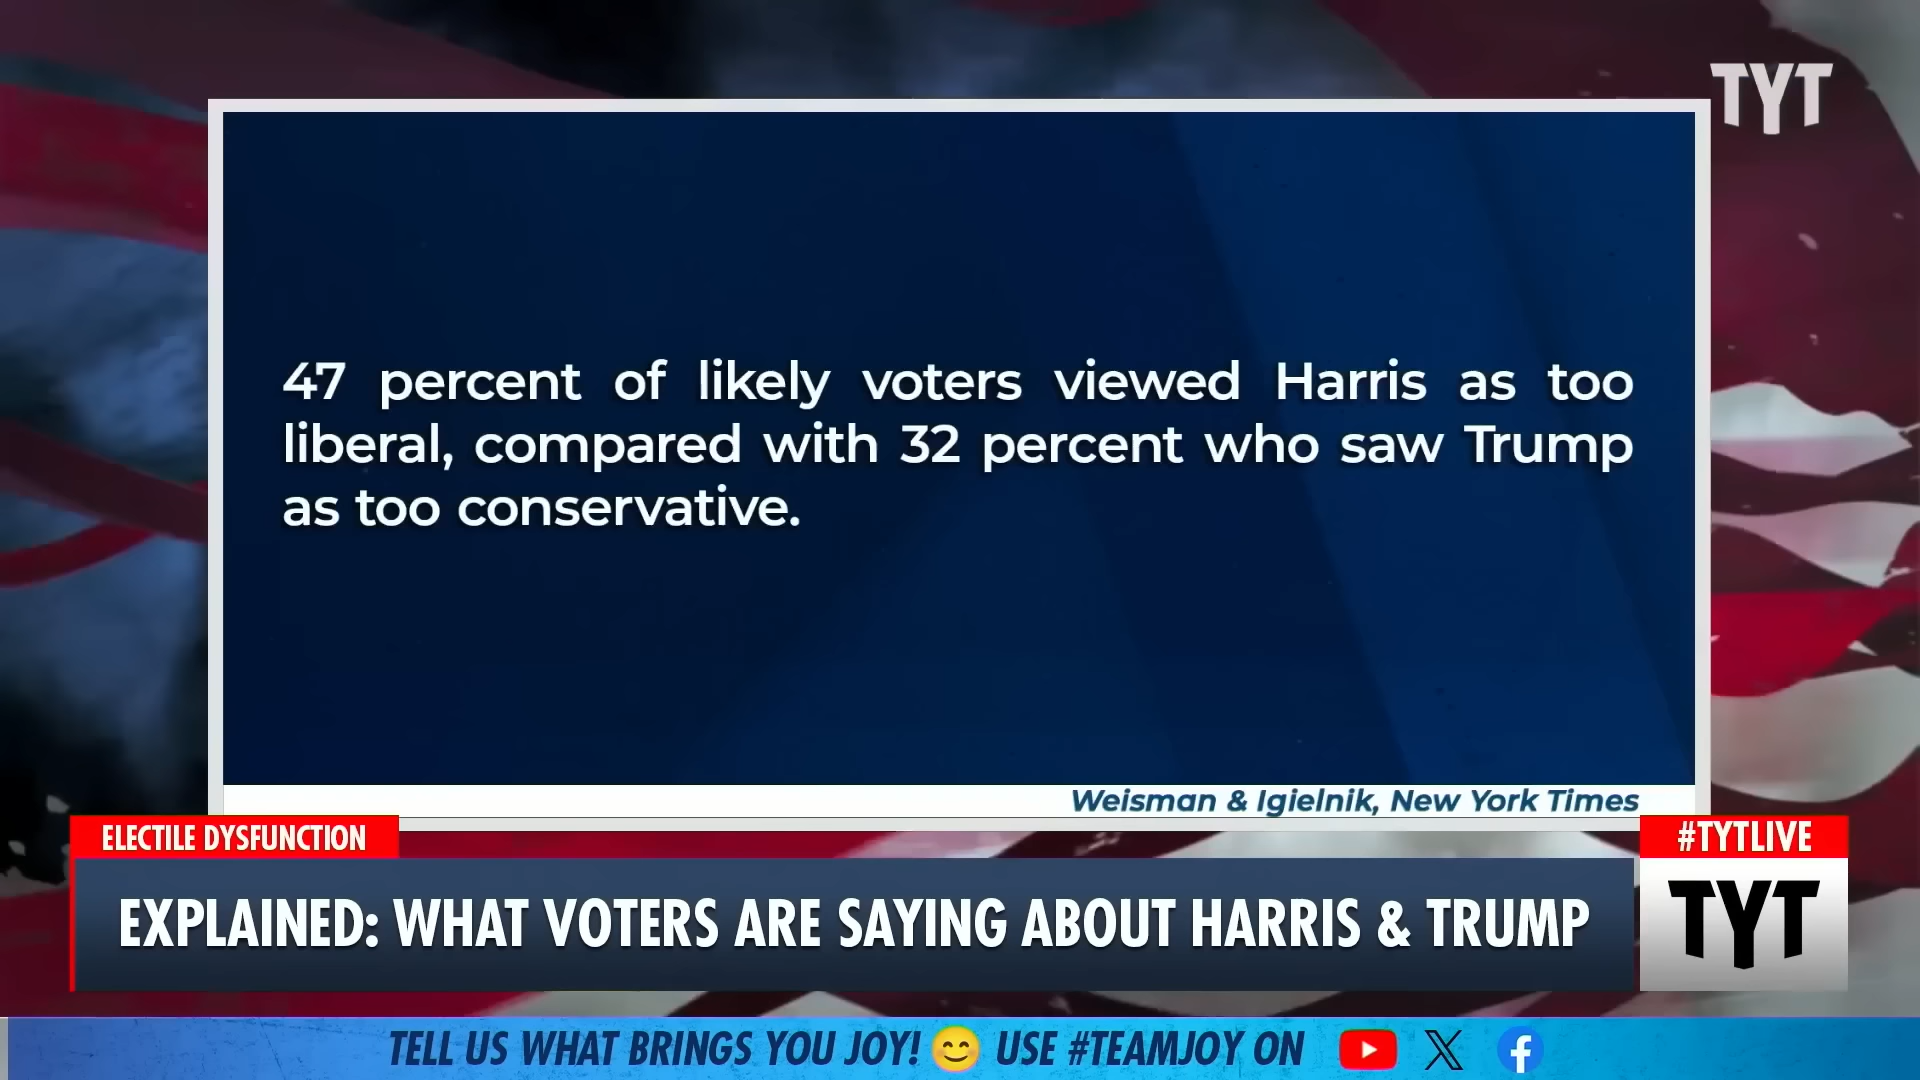 TYT
47 percent of likely voters viewed Harris as too
liberal, compared with 32 percent who saw Trump
as too conservative.
Weisman & Igielnik, New York Times
ELECTILE DYSFUNCTION
#TYTLIVE
EXPLAINED: WHAT VOTERS ARE SAYING ABOUT HARRIS & TRUMP
TYT
TELL US WHAT BRINGS YOU JOY! 😊 USE #TEAMJOY ON